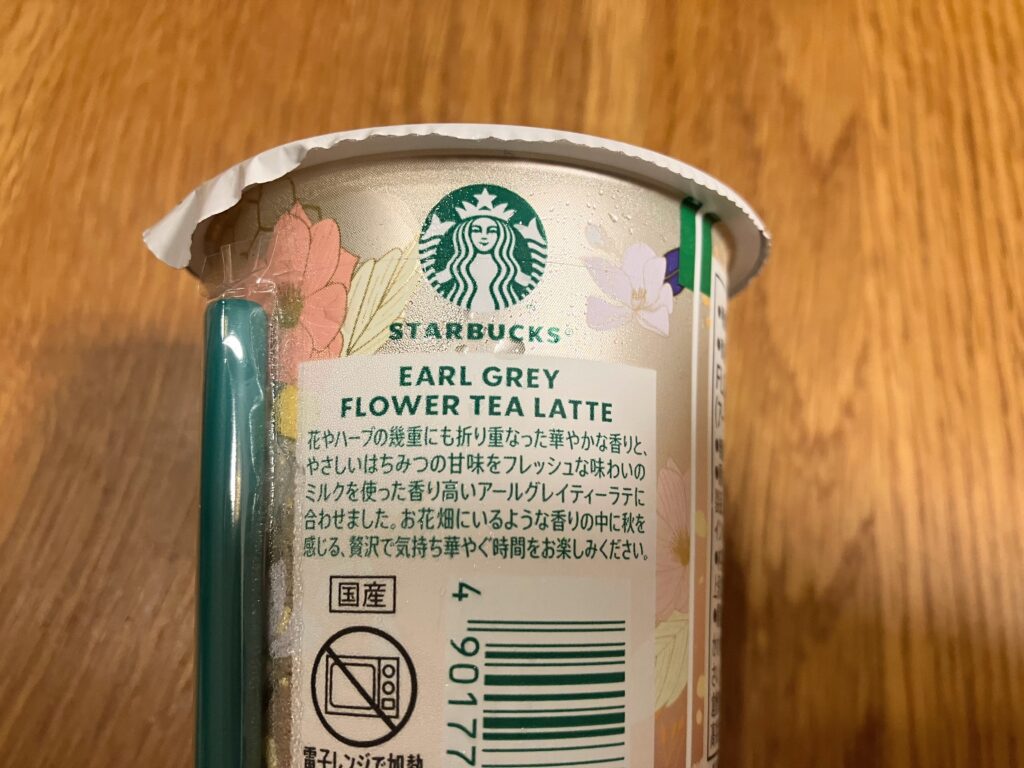 STARBUCKS
EARL GREY
FLOWER TEA LATTE
花やハーブの幾重にも折り重なった華やかな香りと、
やさしいはちみつの甘味をフレッシュな味わいの
ミルクを使った香り高いアールグレイティーラテに
合わせました。お花畑にいるような香りの中に秋を
感じる、贅沢で気持ち華やぐ時間をお楽しみください。
国産
電子レンジで加熱
4 90177